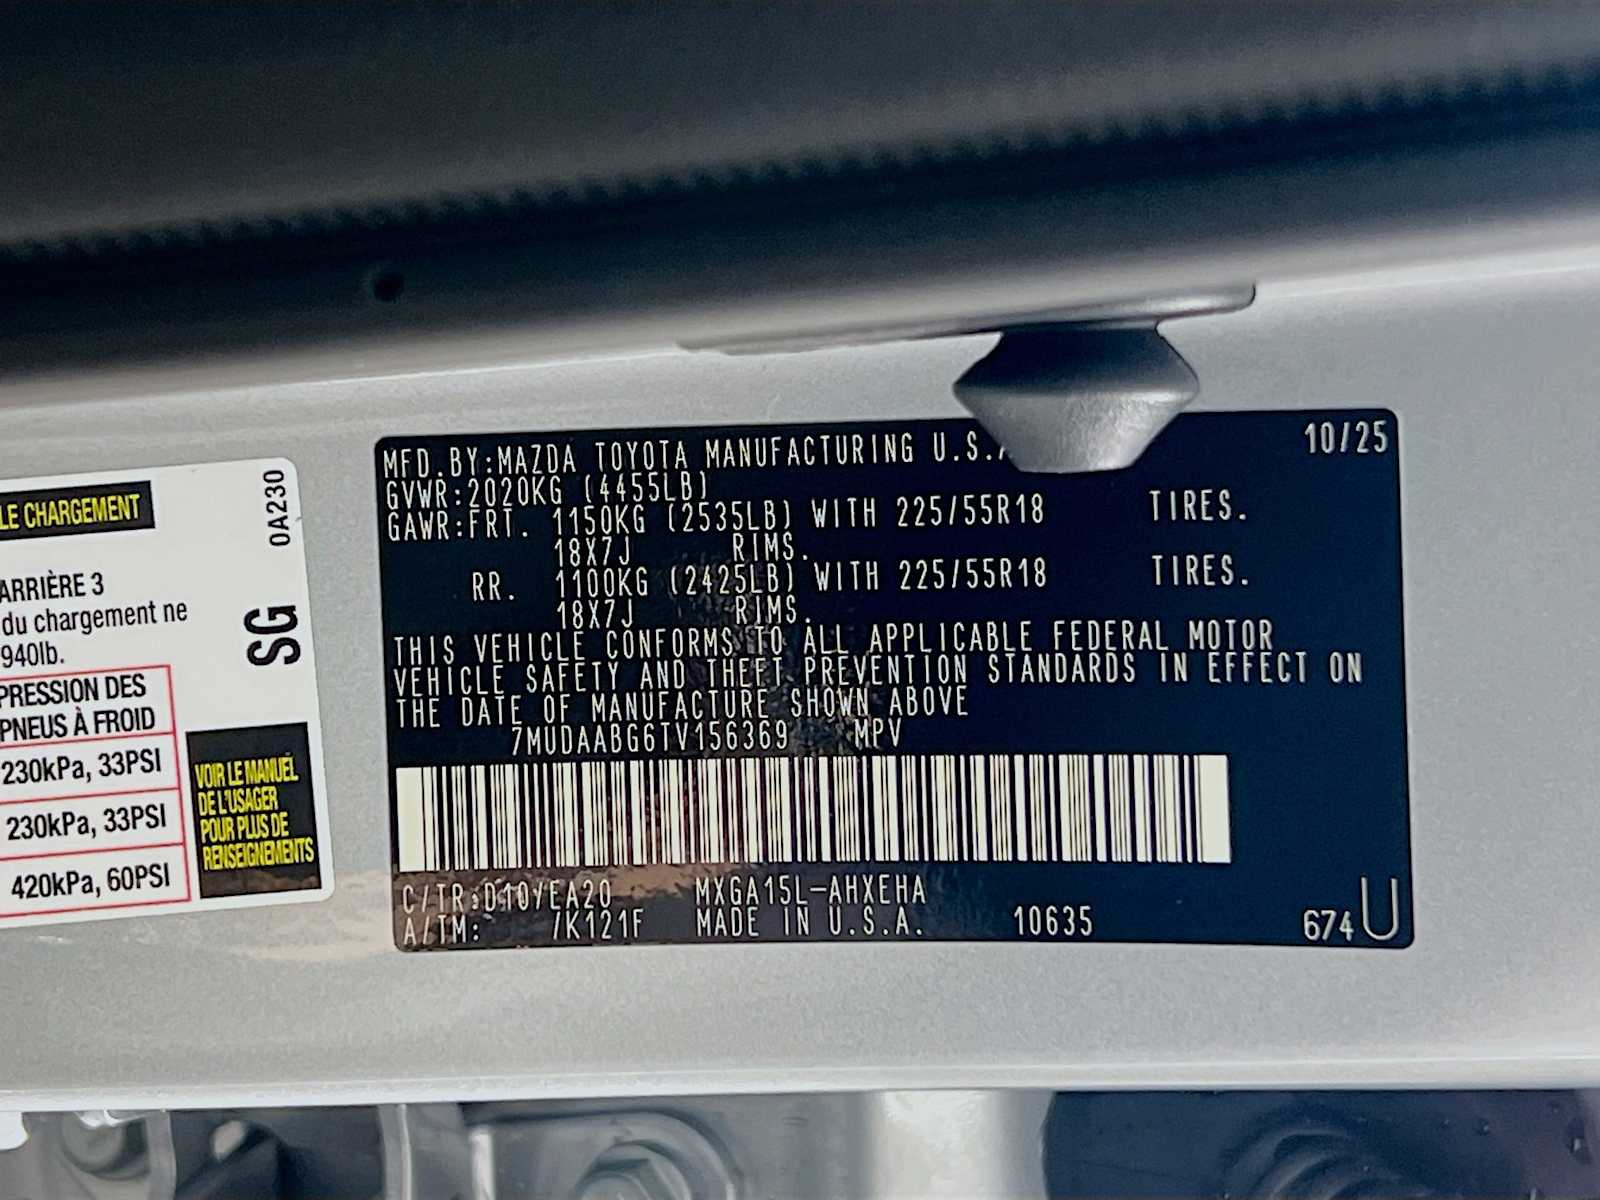 LE CHARGEMENT
0A230
ARRIÈRE 3
du chargement ne
940lb.
SG
PRESSION DES
PNEUS À FROID
230kPa, 33PSI
230kPa, 33PSI
420kPa, 60PSI
VOIR LE MANUEL
DE L'USAGER
POUR PLUS DE
RENSEIGNEMENTS
MFD.BY:MAZDA TOYOTA MANUFACTURING U.S. 10/25
GVWR:2020KG (4455LB)
GAWR:FRT. 1150KG (2535LB) WITH 225/55R18 TIRES.
18X7J RIMS.
RR. 1100KG (2425LB) WITH 225/55R18 TIRES.
18X7J RIMS.
THIS VEHICLE CONFORMS TO ALL APPLICABLE FEDERAL MOTOR
VEHICLE SAFETY AND THEFT PREVENTION STANDARDS IN EFFECT ON
THE DATE OF MANUFACTURE SHOWN ABOVE
7MUDAABG6TV156369 MPV
C/TR:D10/EA20 MXGA15L-AHXEHA
A/TM: /K121F MADE IN U.S.A. 10635 674 U